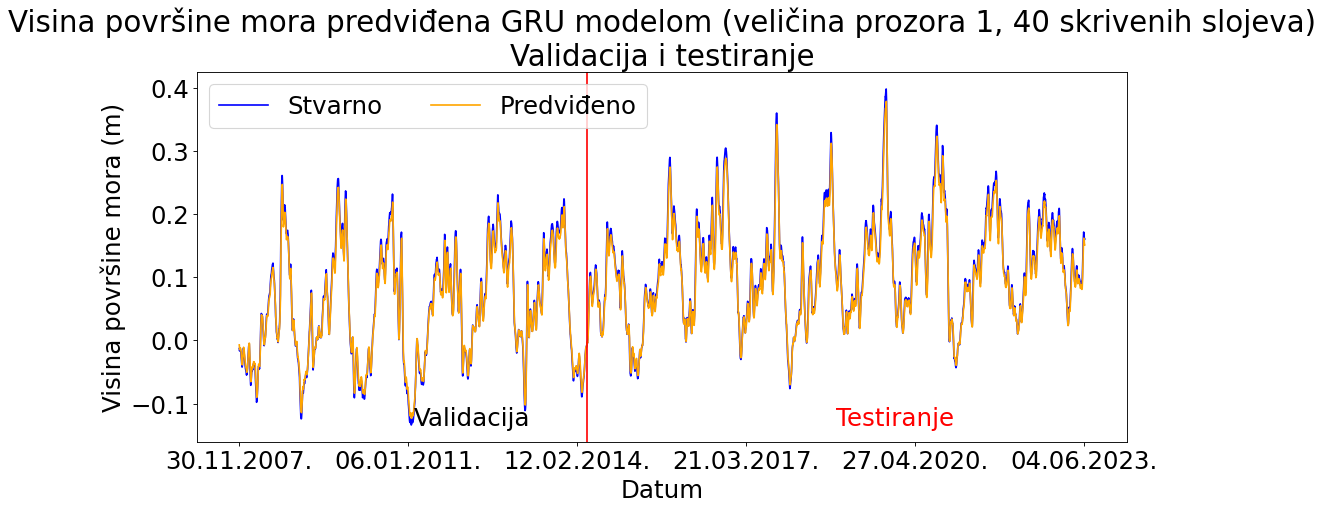 Visina površine mora predviđena GRU modelom (veličina prozora 1, 40 skrivenih slojeva)
Validacija i testiranje
Stvarno
Predviđeno
Visina površine mora (m)
0.4
0.3
0.2
0.1
0.0
−0.1
Validacija
Testiranje
30.11.2007.
06.01.2011.
12.02.2014.
21.03.2017.
27.04.2020.
04.06.2023.
Datum